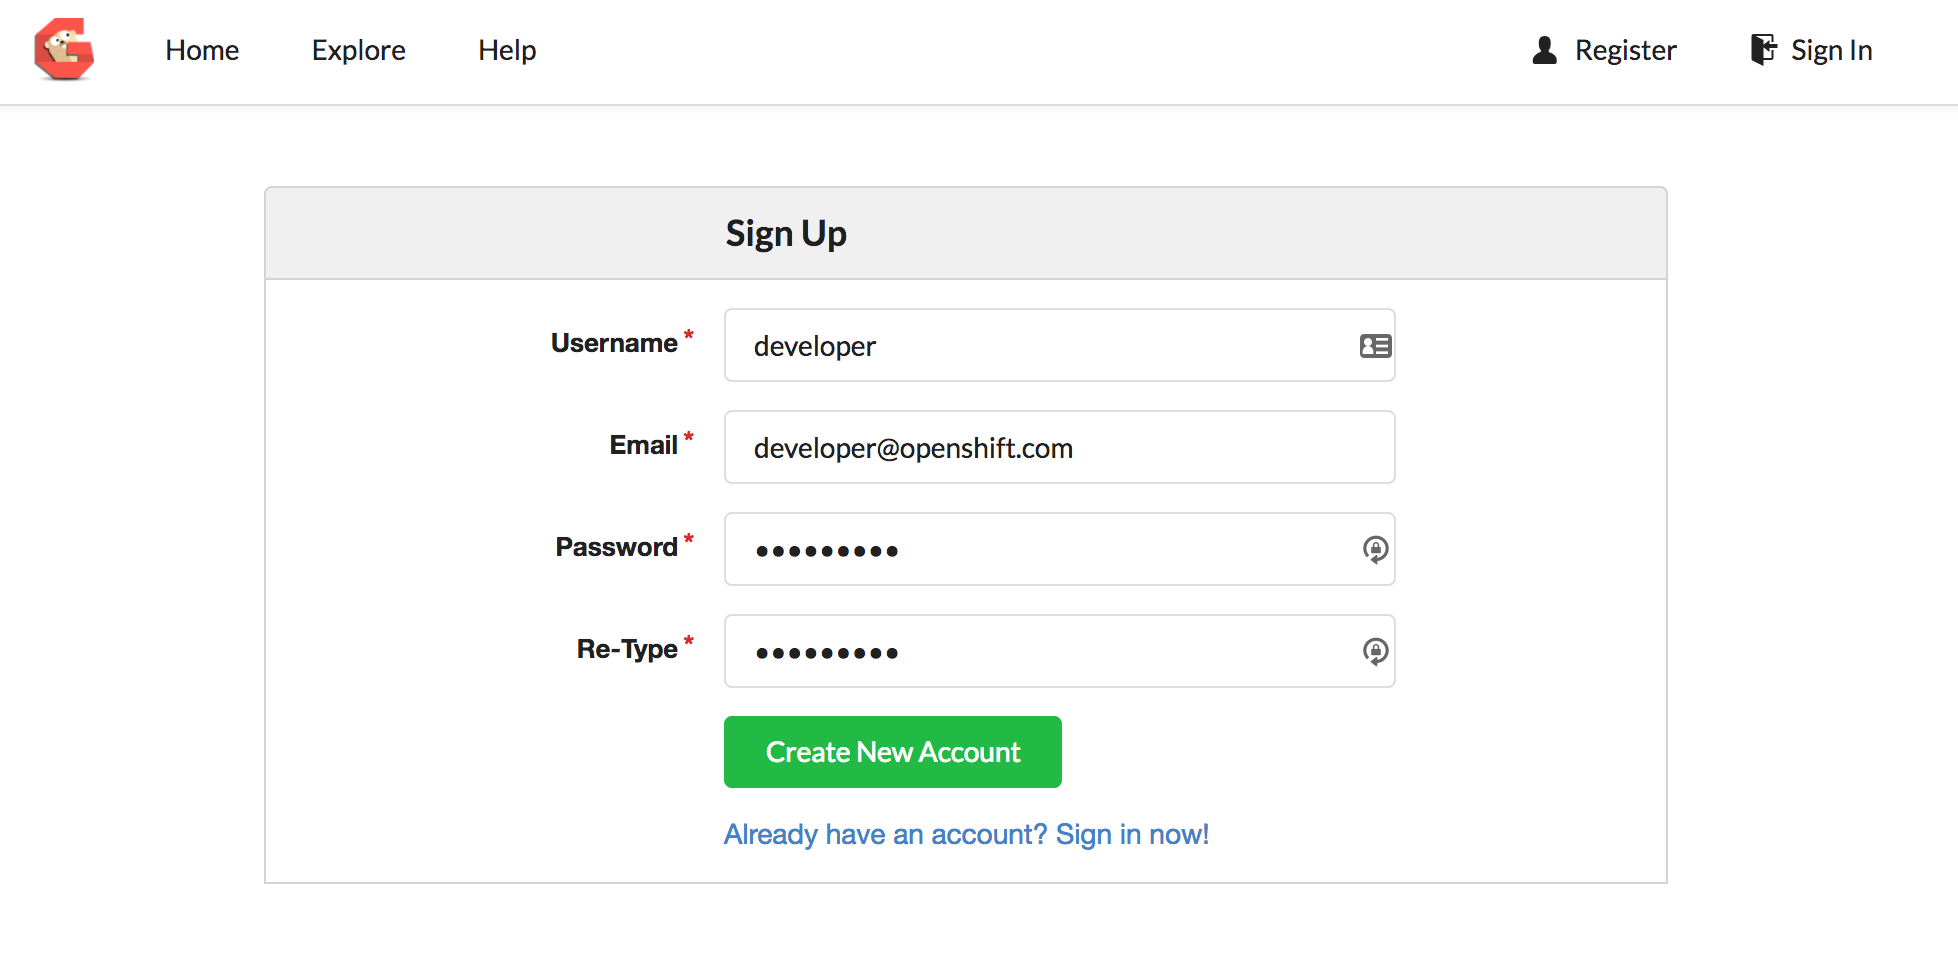 Home Explore Help Register Sign In
Sign Up
Username *
developer
Email *
developer@openshift.com
Password *
•••••••••
Re-Type *
•••••••••
Create New Account
Already have an account? Sign in now!